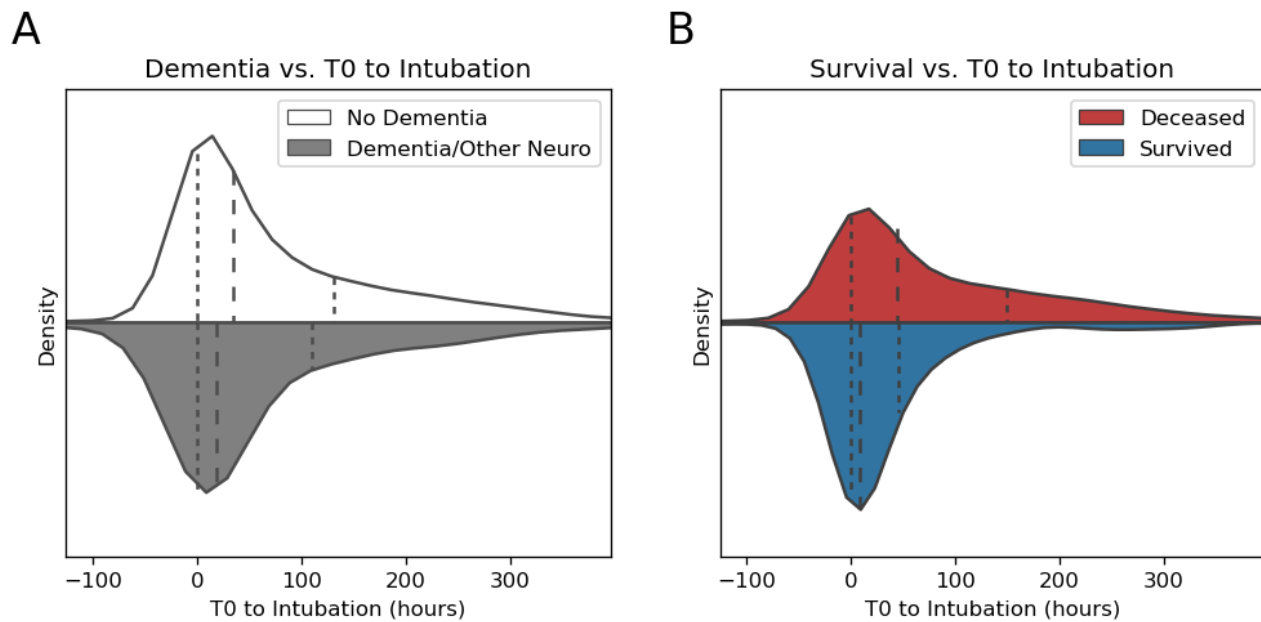 A
Dementia vs. T0 to Intubation
No Dementia
Dementia/Other Neuro
Density
−100 0 100 200 300
T0 to Intubation (hours)
B
Survival vs. T0 to Intubation
Deceased
Survived
Density
−100 0 100 200 300
T0 to Intubation (hours)